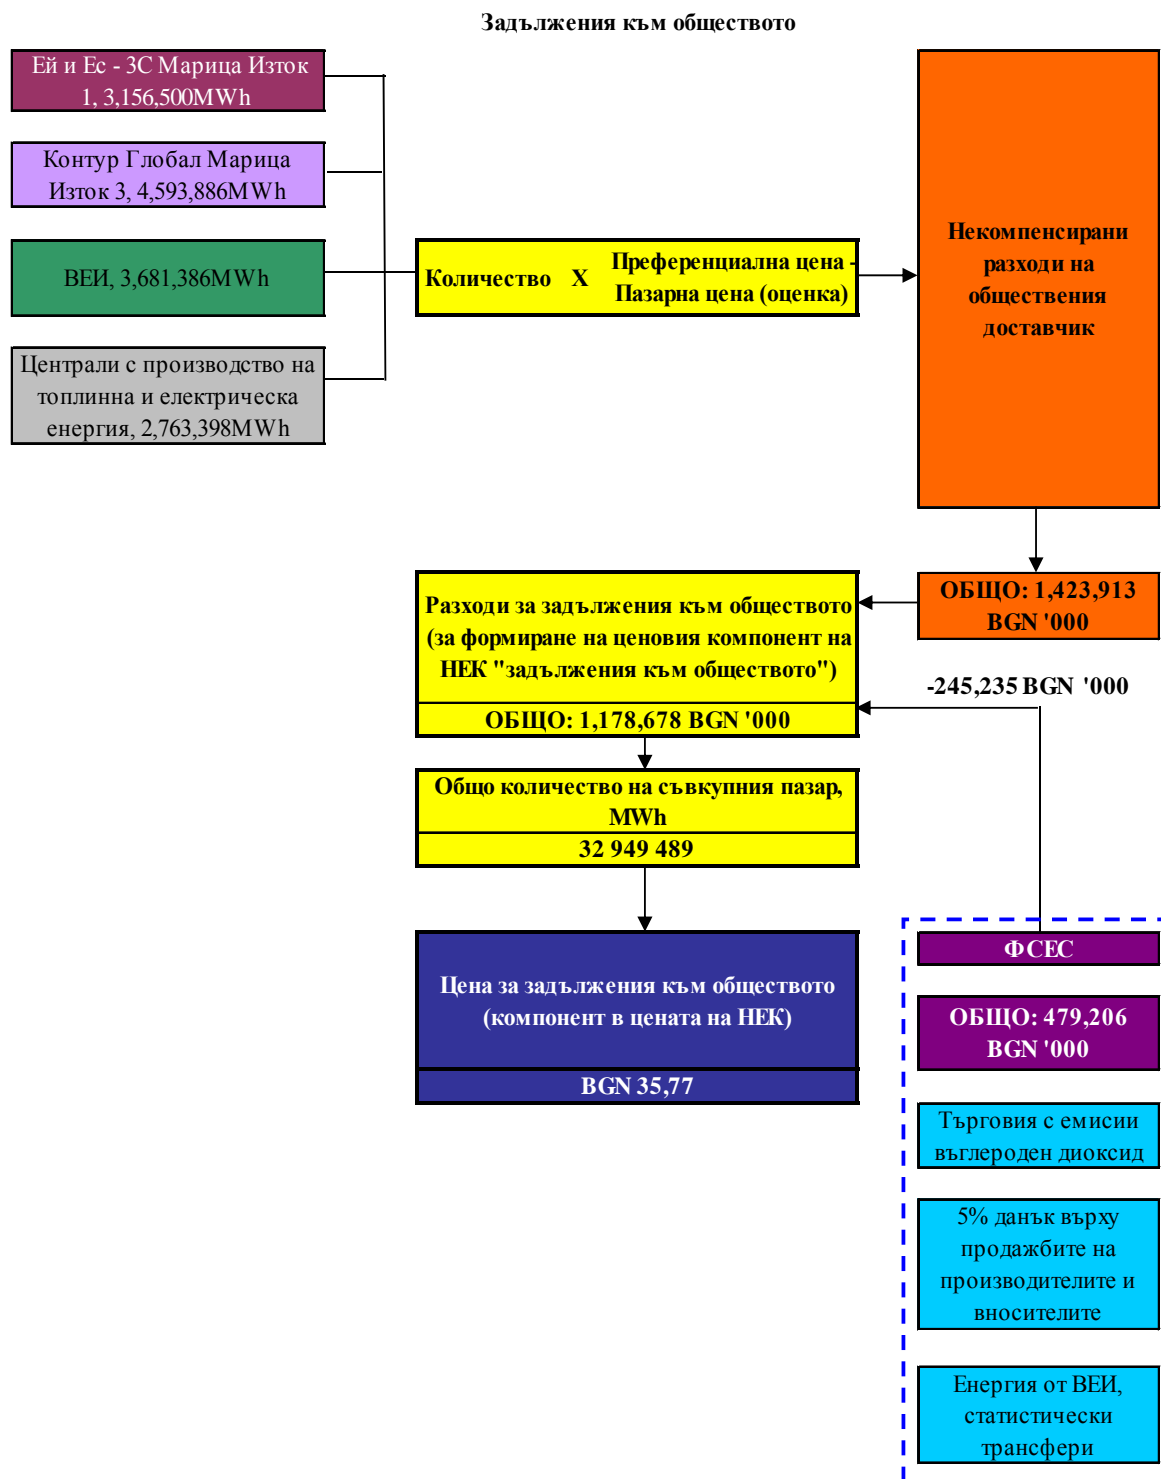 Задължения към обществото
Ей и Ес - 3С Марица Изток
1, 3,156,500MWh
Контур Глобал Марица
Изток 3, 4,593,886MWh
ВЕИ, 3,681,386MWh
Централи с производство на
топлинна и електрическа
енергия, 2,763,398MWh
Количество X
Преференциална цена -
Пазарна цена (оценка)
Некомпенсирани
разходи на
обществения
доставчик
ОБЩО: 1,423,913
BGN '000
Разходи за задължения към обществото
(за формиране на ценовия компонент на
НЕК "задължения към обществото")
ОБЩО: 1,178,678 BGN '000
-245,235 BGN '000
Общо количество на съвкупния пазар,
MWh
32 949 489
Цена за задължения към обществото
(компонент в цената на НЕК)
BGN 35,77
ФСЕС
ОБЩО: 479,206
BGN '000
Търговия с емисии
въглероден диоксид
5% данък върху
продажбите на
производителите и
вносителите
Енергия от ВЕИ,
статистически
трансфери